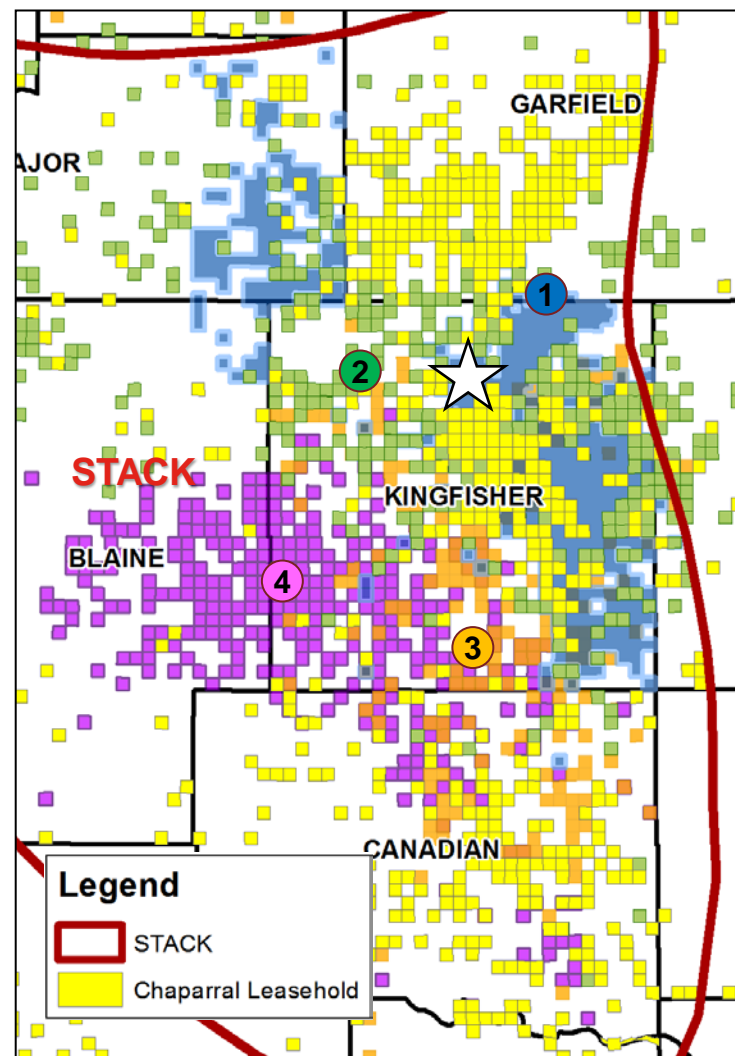 GARFIELD
AJOR
1
2
STACK
KINGFISHER
BLAINE
4
3
CANADIAN
Legend
STACK
Chaparral Leasehold